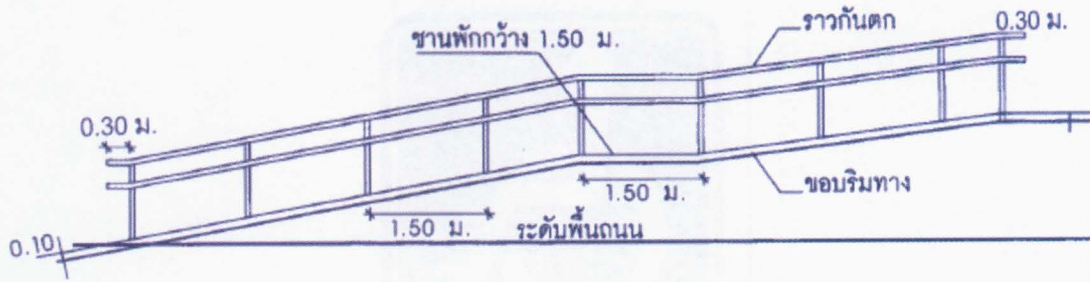 ราวกันตก
0.30 ม.
ชานพักกว้าง 1.50 ม.
0.30 ม.
ขอบริมทาง
1.50 ม.
1.50 ม.
ระดับพื้นถนน
0.10